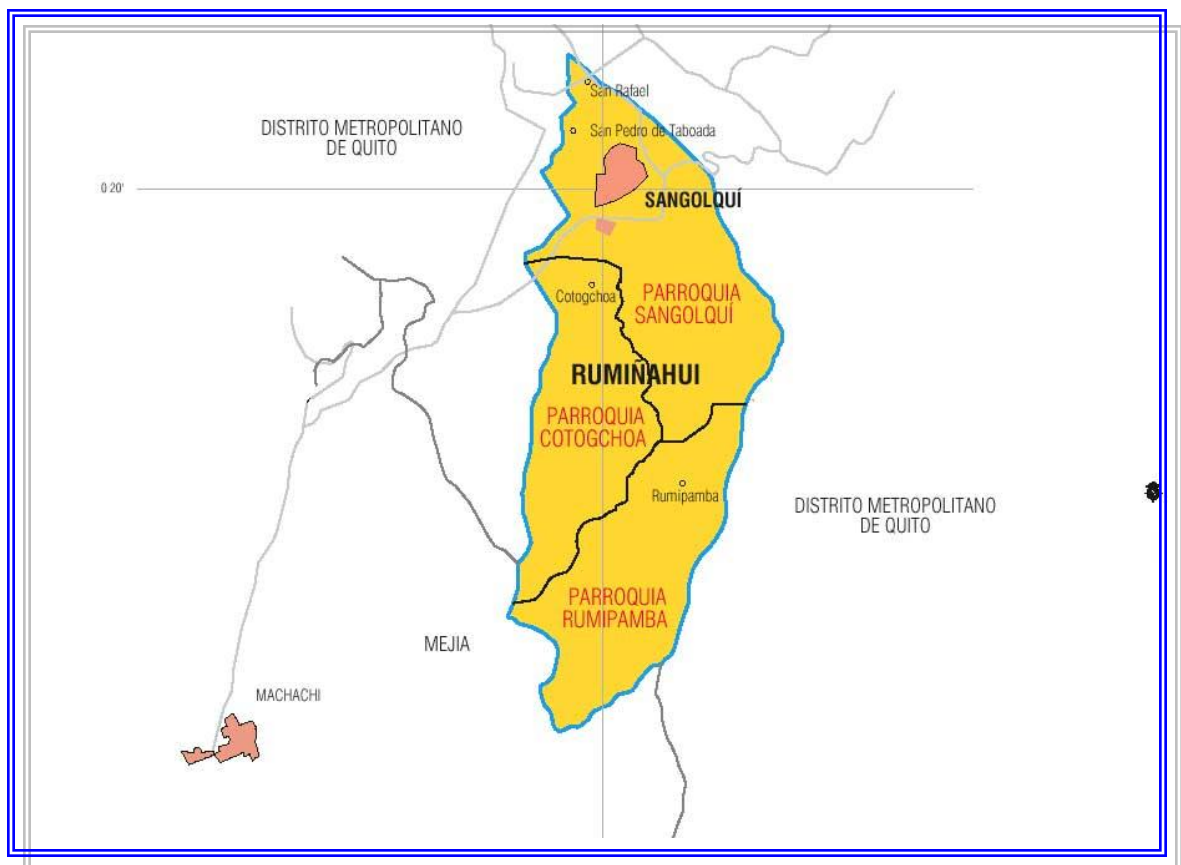 San Rafael
DISTRITO METROPOLITANO
DE QUITO
San Pedro de Taboada
0 20'
SANGOLQUÍ
Cotogchoa
PARROQUIA
SANGOLQUÍ
RUMIÑAHUI
PARROQUIA
COTOGCHOA
Rumipamba
DISTRITO METROPOLITANO
DE QUITO
PARROQUIA
RUMIPAMBA
MEJIA
MACHACHI